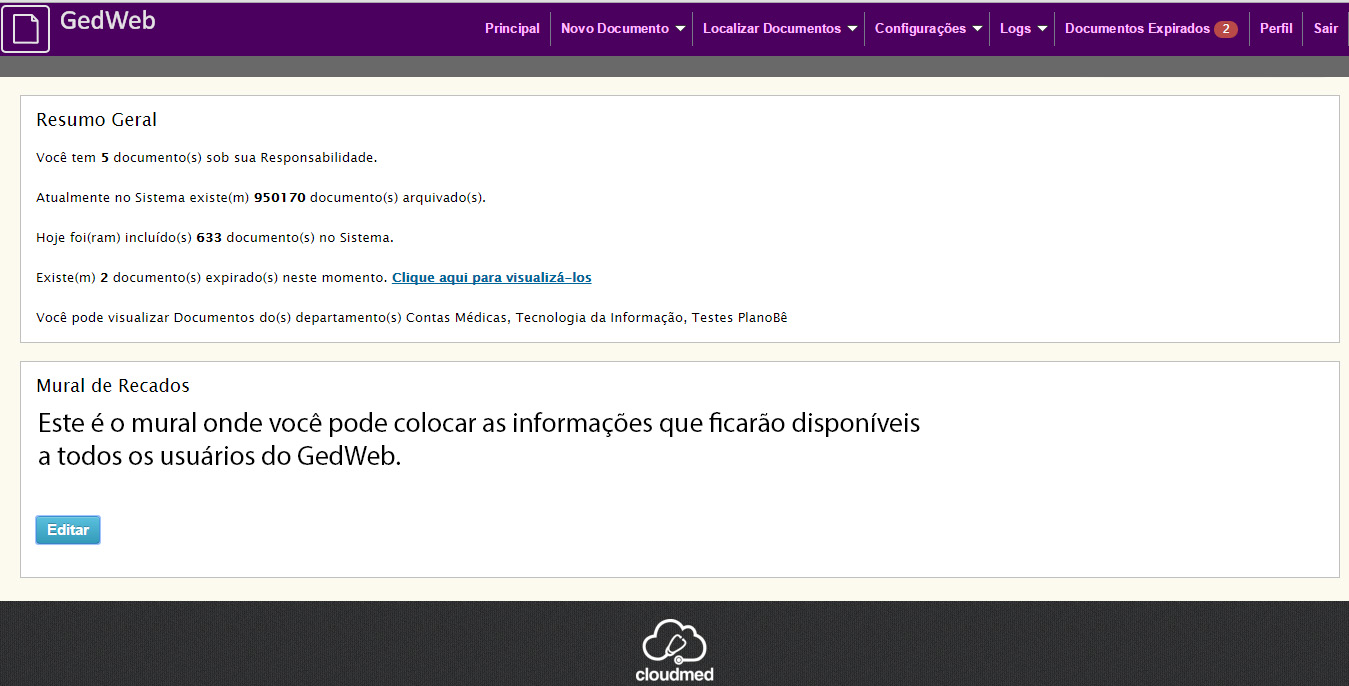 GedWeb
Principal
Novo Documento
Localizar Documentos
Configurações
Logs
Documentos Expirados 2
Perfil
Sair
Resumo Geral
Você tem 5 documento(s) sob sua Responsabilidade.
Atualmente no Sistema existe(m) 950170 documento(s) arquivado(s).
Hoje foi(ram) incluído(s) 633 documento(s) no Sistema.
Existe(m) 2 documento(s) expirado(s) neste momento. Clique aqui para visualizá-los
Você pode visualizar Documentos do(s) departamento(s) Contas Médicas, Tecnologia da Informação, Testes PlanoBê
Mural de Recados
Este é o mural onde você pode colocar as informações que ficarão disponíveis
a todos os usuários do GedWeb.
Editar
cloudmed